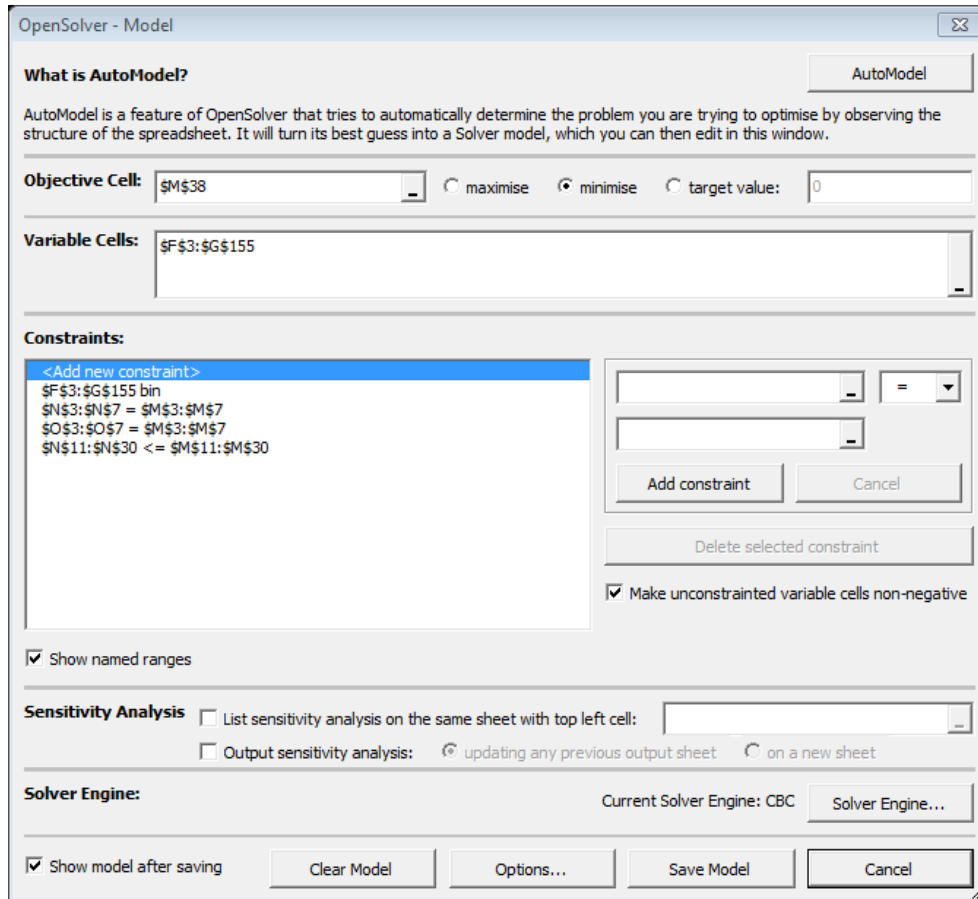 OpenSolver - Model
What is AutoModel?
AutoModel
AutoModel is a feature of OpenSolver that tries to automatically determine the problem you are trying to optimise by observing the
structure of the spreadsheet. It will turn its best guess into a Solver model, which you can then edit in this window.
Objective Cell: $M$38 _ maximise minimise target value: 0
Variable Cells: $F$3:$G$155 _
Constraints:
<Add new constraint>
$F$3:$G$155 bin
$N$3:$N$7 = $M$3:$M$7
$O$3:$O$7 = $M$3:$M$7
$N$11:$N$30 <= $M$11:$M$30
_ =
_
Add constraint Cancel
Delete selected constraint
Make unconstrainted variable cells non-negative
Show named ranges
Sensitivity Analysis List sensitivity analysis on the same sheet with top left cell: _
Output sensitivity analysis: updating any previous output sheet on a new sheet
Solver Engine:
Current Solver Engine: CBC Solver Engine...
Show model after saving Clear Model Options... Save Model Cancel